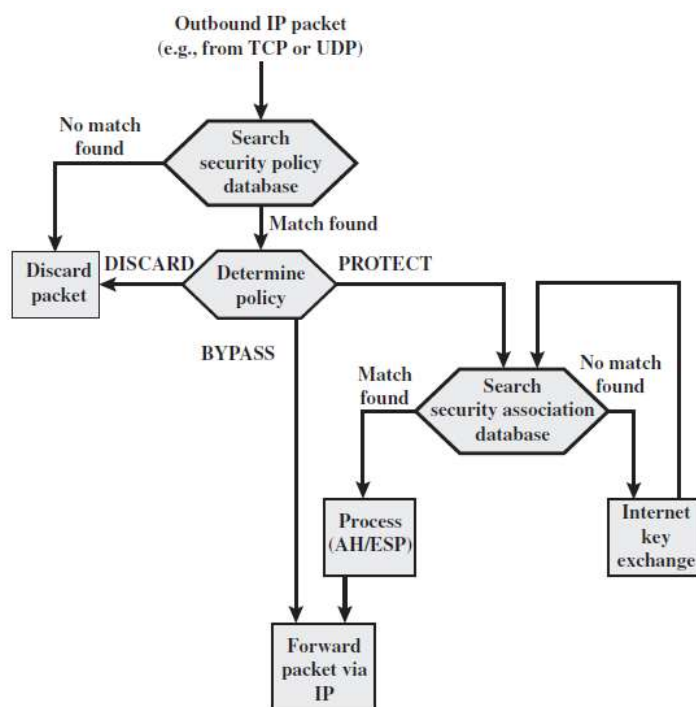 Outbound IP packet
(e.g., from TCP or UDP)
No match
found
Search
security policy
database
Match found
Discard
packet
DISCARD
Determine
policy
PROTECT
BYPASS
Match
found
No match
found
Search
security association
database
Process
(AH/ESP)
Internet
key
exchange
Forward
packet via
IP